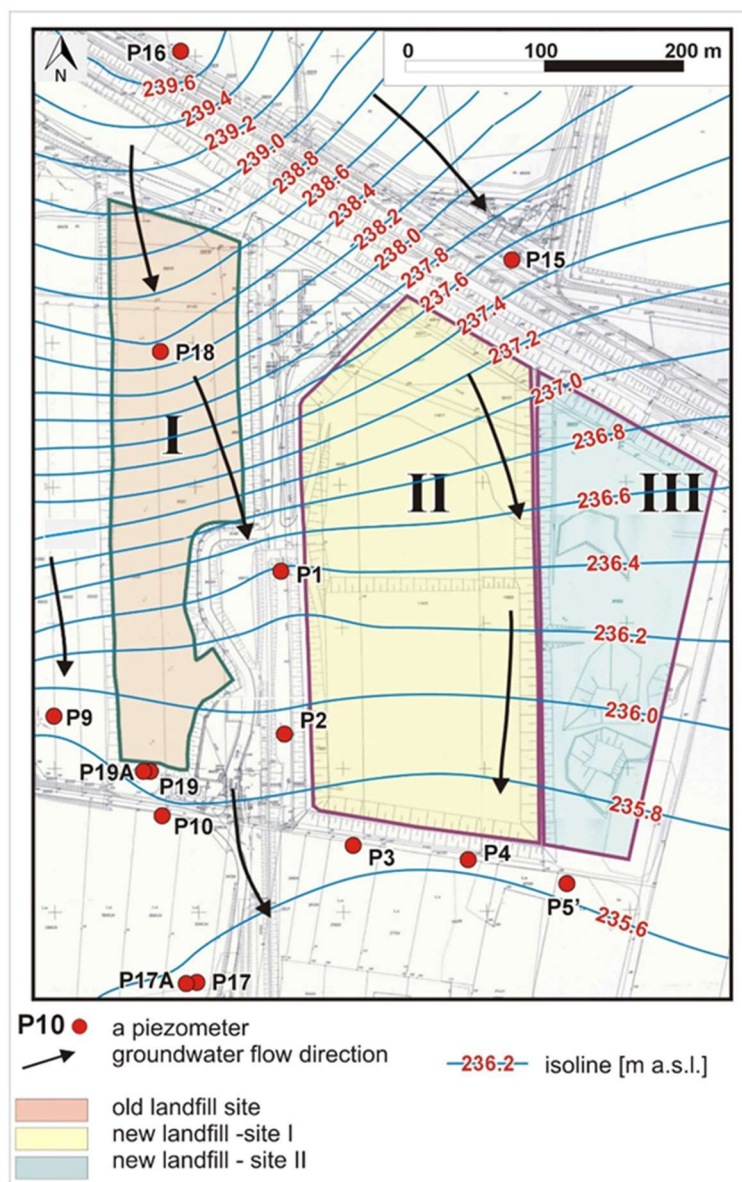 P16
N
0 100 200 m
239.6
239.4
239.2
239.0
238.8
238.6
238.4
238.2
238.0
237.8
P15
237.6
237.4
237.2
P18
237.0
I
236.8
II
236.6
III
236.4
P1
236.2
236.0
P9
P2
P19A
P19
235.8
P10
P3
P4
P5’
235.6
P17A
P17
P10
a piezometer
groundwater flow direction
236.2
isoline [m a.s.l.]
old landfill site
new landfill -site I
new landfill - site II